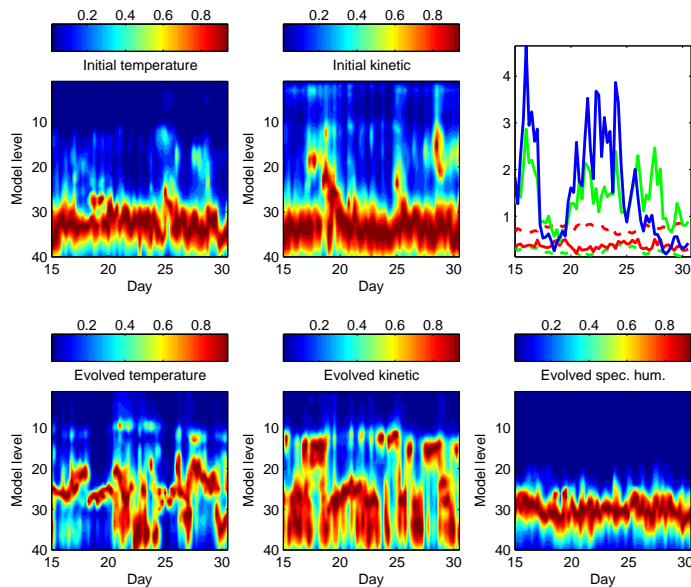 0.2 0.4 0.6 0.8
Initial temperature
Model level
10
20
30
40
15 20 25 30
Day
0.2 0.4 0.6 0.8
Initial kinetic
Model level
10
20
30
40
15 20 25 30
Day
4
3
2
1
15 20 25 30
Day
0.2 0.4 0.6 0.8
Evolved temperature
Model level
10
20
30
40
15 20 25 30
Day
0.2 0.4 0.6 0.8
Evolved kinetic
Model level
10
20
30
40
15 20 25 30
Day
0.2 0.4 0.6 0.8
Evolved spec. hum.
Model level
10
20
30
40
15 20 25 30
Day